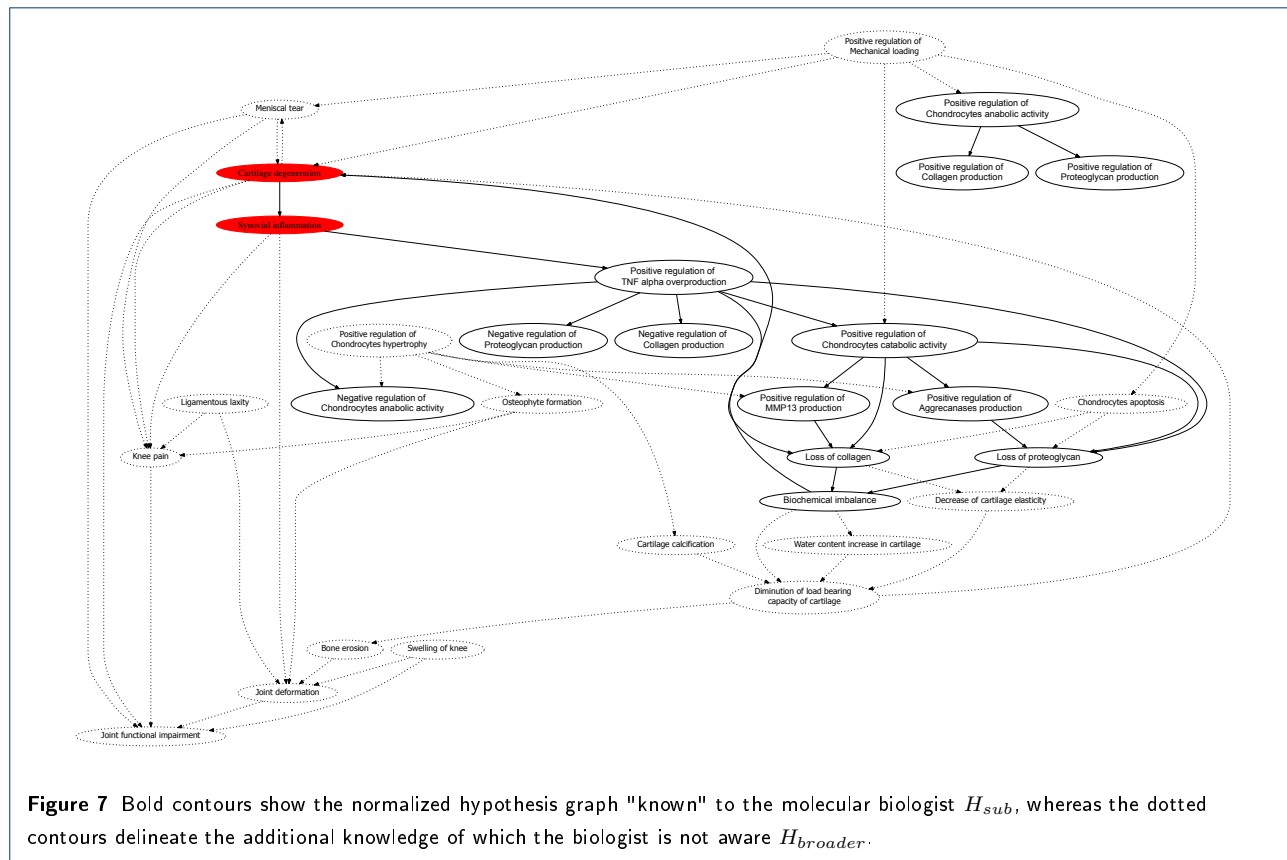 Positive regulation of
Mechanical loading
Meniscal tear
Positive regulation of
Chondrocytes anabolic activity
Cartilage degeneration
Positive regulation of
Collagen production
Positive regulation of
Proteoglycan production
Synovial inflammation
Positive regulation of
TNF alpha overproduction
Positive regulation of
Chondrocytes hypertrophy
Negative regulation of
Proteoglycan production
Negative regulation of
Collagen production
Positive regulation of
Chondrocytes catabolic activity
Ligamentous laxity
Negative regulation of
Chondrocytes anabolic activity
Osteophyte formation
Positive regulation of
MMP13 production
Positive regulation of
Aggrecanases production
Chondrocytes apoptosis
Knee pain
Loss of collagen
Loss of proteoglycan
Biochemical imbalance
Decrease of cartilage elasticity
Cartilage calcification
Water content increase in cartilage
Diminution of load bearing
capacity of cartilage
Bone erosion
Swelling of knee
Joint deformation
Joint functional impairment
Figure 7 Bold contours show the normalized hypothesis graph "known" to the molecular biologist H_sub, whereas the dotted
contours delineate the additional knowledge of which the biologist is not aware H_broader.